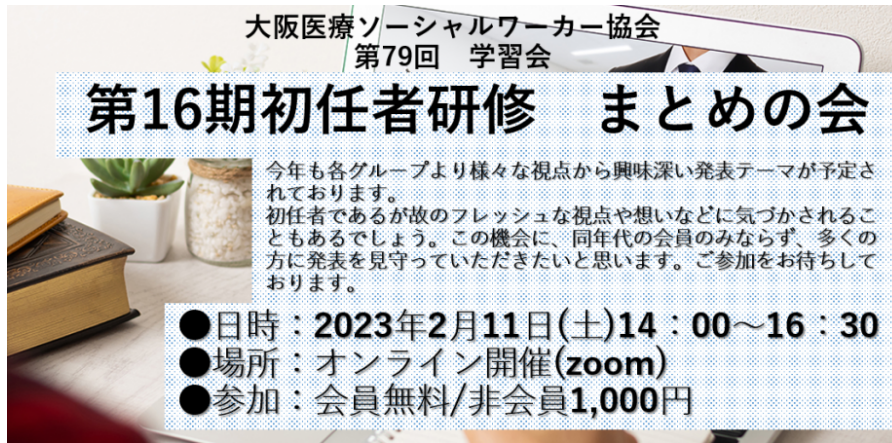 大阪医療ソーシャルワーカー協会
第79回　学習会
第16期初任者研修　まとめの会
今年も各グループより様々な視点から興味深い発表テーマが予定さ
れております。
初任者であるが故のフレッシュな視点や想いなどに気づかされるこ
ともあるでしょう。この機会に、同年代の会員のみならず、多くの
方に発表を見守っていただきたいと思います。ご参加をお待ちして
おります。
●日時：2023年2月11日(土)14：00～16：30
●場所：オンライン開催(zoom)
●参加：会員無料/非会員1,000円